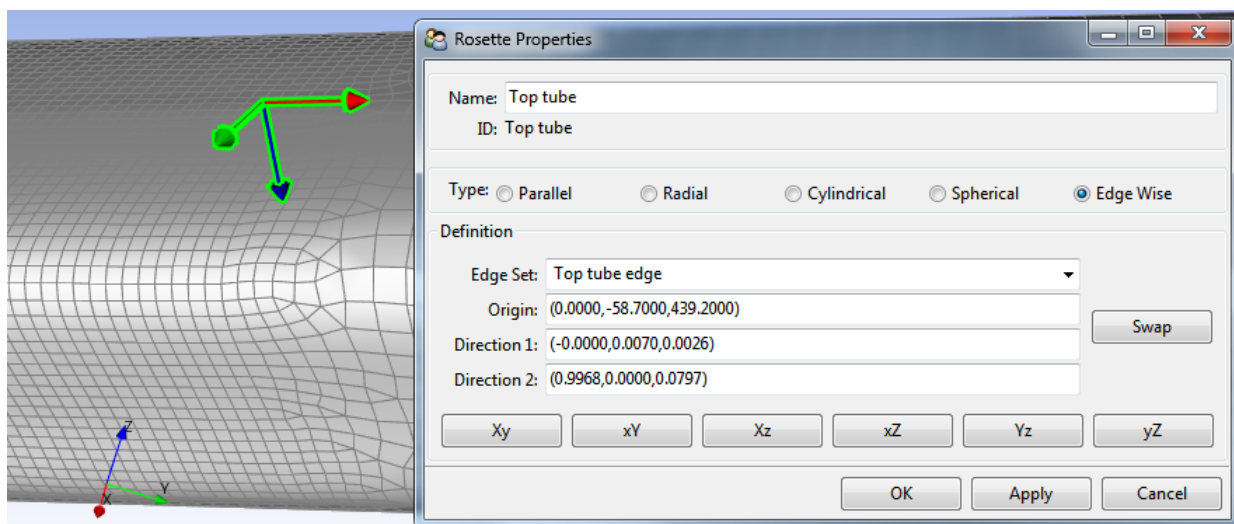 Rosette Properties
Name: Top tube
ID: Top tube
Type: Parallel Radial Cylindrical Spherical Edge Wise
Definition
Edge Set: Top tube edge
Origin: (0.0000,-58.7000,439.2000)
Swap
Direction 1: (-0.0000,0.0070,0.0026)
Direction 2: (0.9968,0.0000,0.0797)
Xy xY Xz xZ Yz yZ
OK Apply Cancel
Z
Y
X